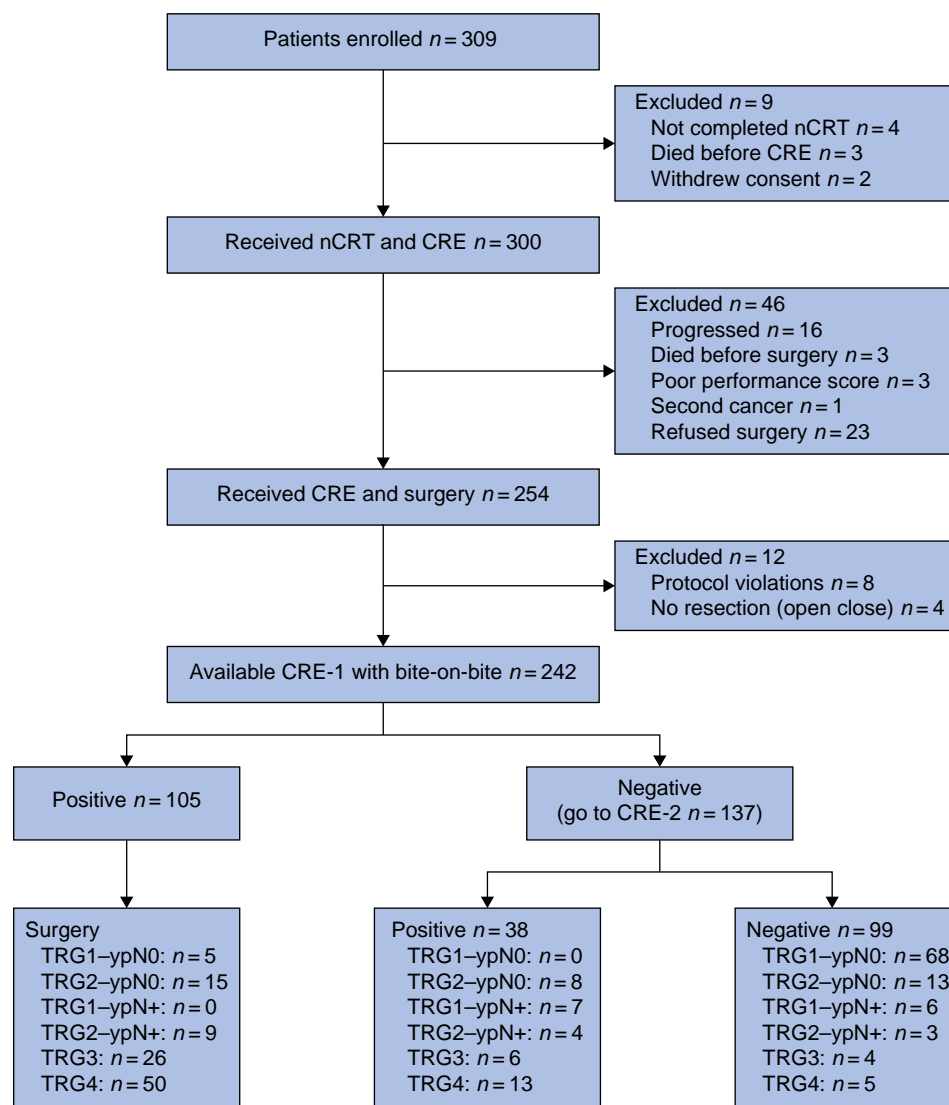 Patients enrolled n = 309
Excluded n = 9
Not completed nCRT n = 4
Died before CRE n = 3
Withdrew consent n = 2
Received nCRT and CRE n = 300
Excluded n = 46
Progressed n = 16
Died before surgery n = 3
Poor performance score n = 3
Second cancer n = 1
Refused surgery n = 23
Received CRE and surgery n = 254
Excluded n = 12
Protocol violations n = 8
No resection (open close) n = 4
Available CRE-1 with bite-on-bite n = 242
Positive n = 105
Negative
(go to CRE-2 n = 137)
Surgery
TRG1–ypN0: n = 5
TRG2–ypN0: n = 15
TRG1–ypN+: n = 0
TRG2–ypN+: n = 9
TRG3: n = 26
TRG4: n = 50
Positive n = 38
TRG1–ypN0: n = 0
TRG2–ypN0: n = 8
TRG1–ypN+: n = 7
TRG2–ypN+: n = 4
TRG3: n = 6
TRG4: n = 13
Negative n = 99
TRG1–ypN0: n = 68
TRG2–ypN0: n = 13
TRG1–ypN+: n = 6
TRG2–ypN+: n = 3
TRG3: n = 4
TRG4: n = 5